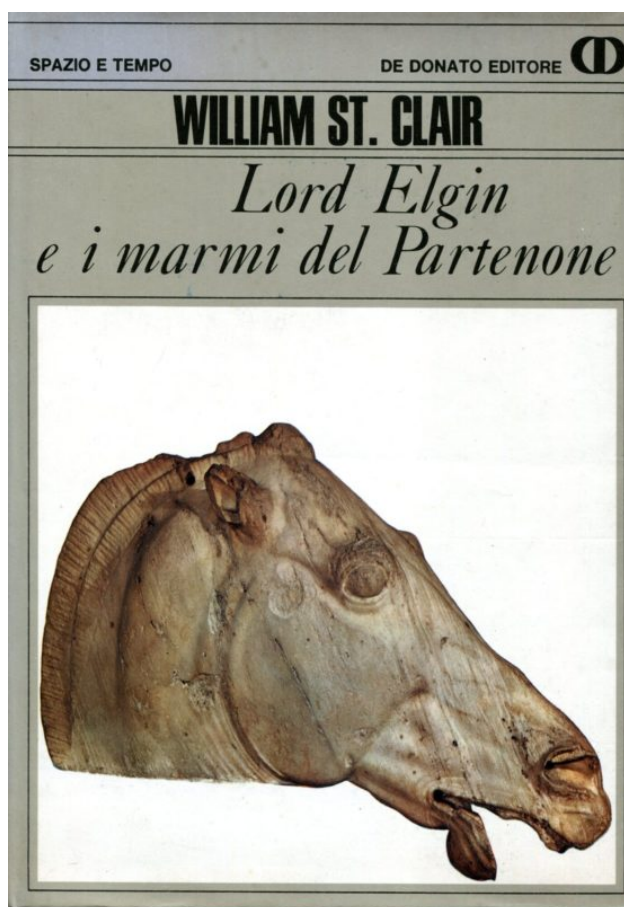 SPAZIO E TEMPO
DE DONATO EDITORE
WILLIAM ST. CLAIR
Lord Elgin
e i marmi del Partenone